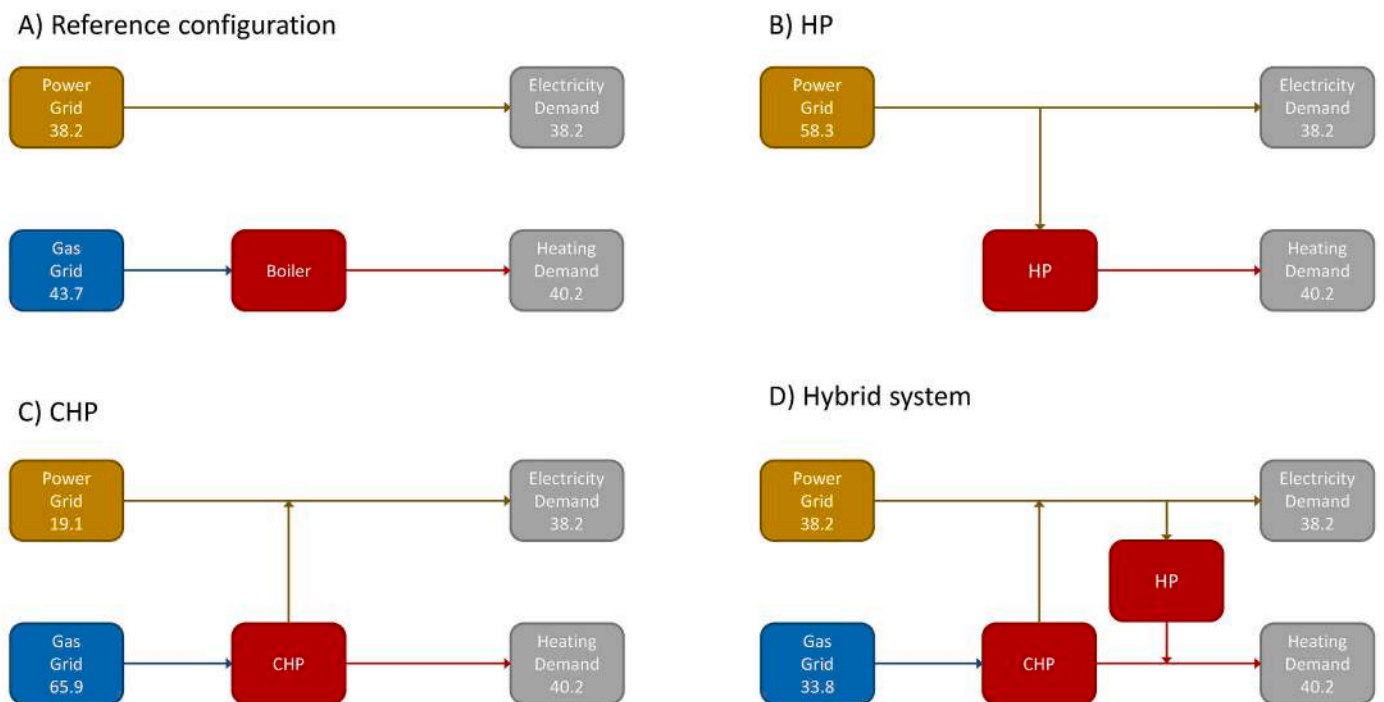 A) Reference configuration
Power
Grid
38.2
Electricity
Demand
38.2
Gas
Grid
43.7
Boiler
Heating
Demand
40.2
B) HP
Power
Grid
58.3
Electricity
Demand
38.2
HP
Heating
Demand
40.2
C) CHP
Power
Grid
19.1
Electricity
Demand
38.2
Gas
Grid
65.9
CHP
Heating
Demand
40.2
D) Hybrid system
Power
Grid
38.2
Electricity
Demand
38.2
HP
Gas
Grid
33.8
CHP
Heating
Demand
40.2